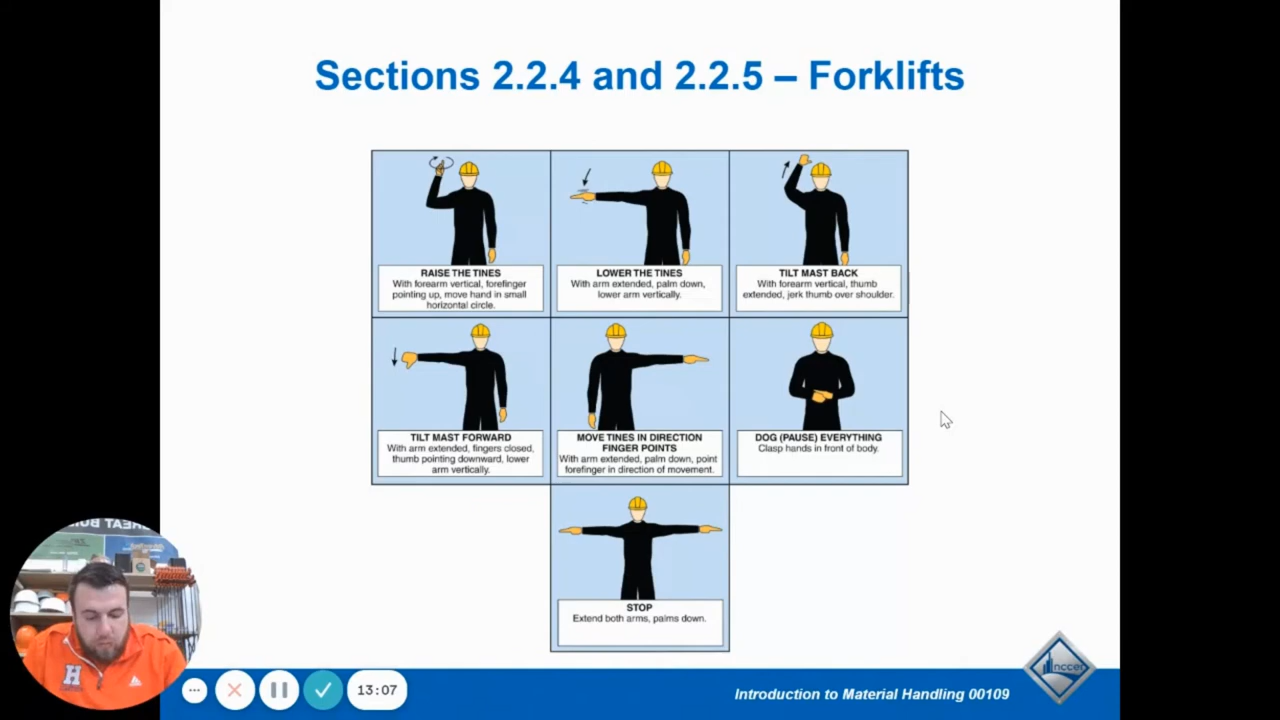 Sections 2.2.4 and 2.2.5 – Forklifts
RAISE THE TINES
With forearm vertical, forefinger
pointing up, move hand in small
horizontal circle.
LOWER THE TINES
With arm extended, palm down,
lower arm vertically.
TILT MAST BACK
With forearm vertical, thumb
extended, jerk thumb over shoulder.
TILT MAST FORWARD
With arm extended, fingers closed,
thumb pointing downward, lower
arm vertically.
MOVE TINES IN DIRECTION
FINGER POINTS
With arm extended, palm down, point
forefinger in direction of movement.
DOG (PAUSE) EVERYTHING
Clasp hands in front of body.
STOP
Extend both arms, palms down.
H
13:07
Introduction to Material Handling 00109
nccer